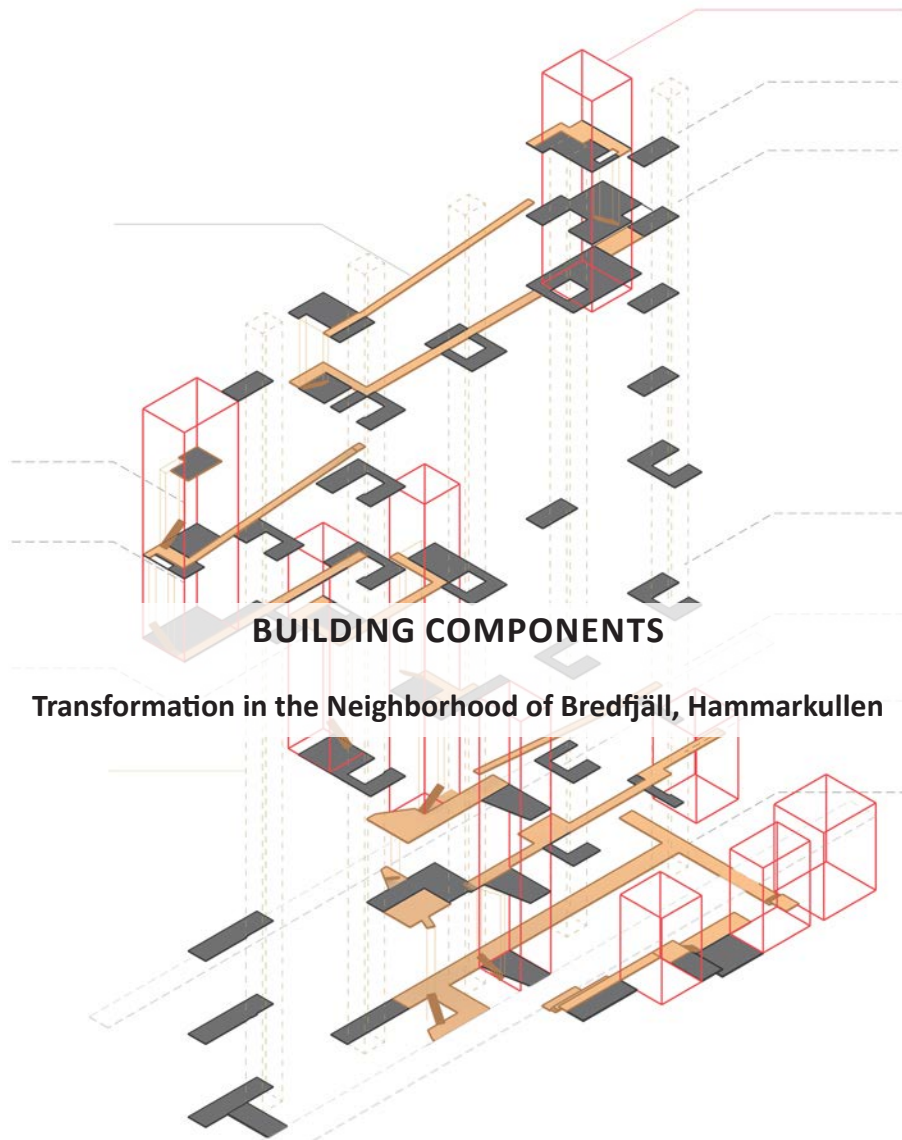 BUILDING COMPONENTS
Transformation in the Neighborhood of Bredfjäll, Hammarkullen